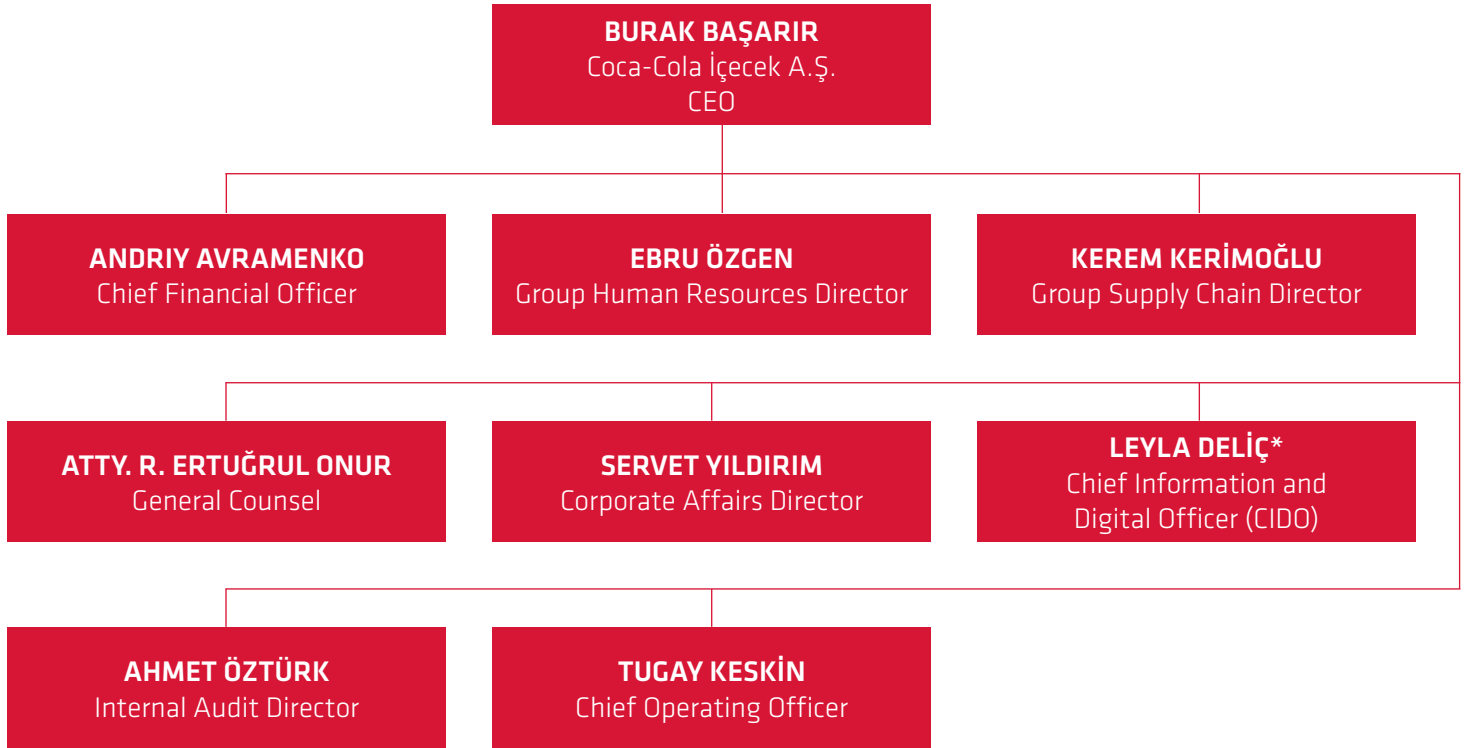 BURAK BAŞARIR
Coca-Cola İçecek A.Ş.
CEO
ANDRIY AVRAMENKO
Chief Financial Officer
EBRU ÖZGEN
Group Human Resources Director
KEREM KERİMOĞLU
Group Supply Chain Director
ATTY. R. ERTUĞRUL ONUR
General Counsel
SERVET YILDIRIM
Corporate Affairs Director
LEYLA DELİÇ*
Chief Information and
Digital Officer (CIDO)
AHMET ÖZTÜRK
Internal Audit Director
TUGAY KESKİN
Chief Operating Officer